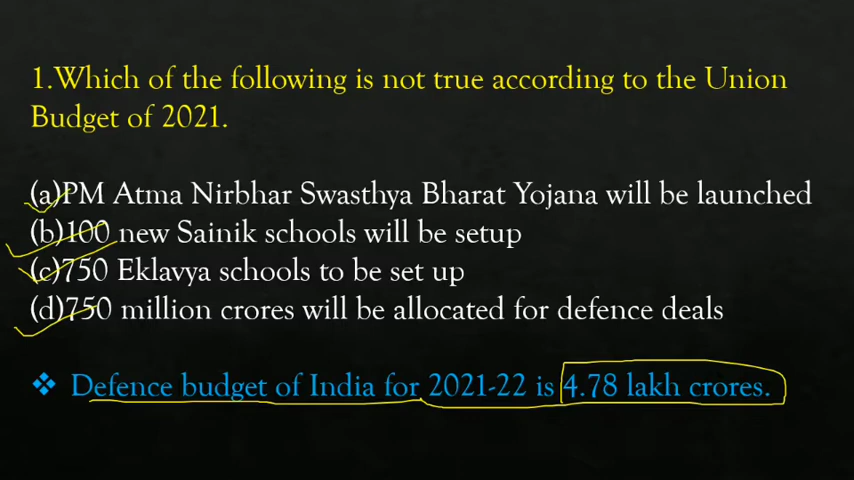 1.Which of the following is not true according to the Union
Budget of 2021.
(a)PM Atma Nirbhar Swasthya Bharat Yojana will be launched
(b)100 new Sainik schools will be setup
(c)750 Eklavya schools to be set up
(d)750 million crores will be allocated for defence deals
❖ Defence budget of India for 2021-22 is 4.78 lakh crores.